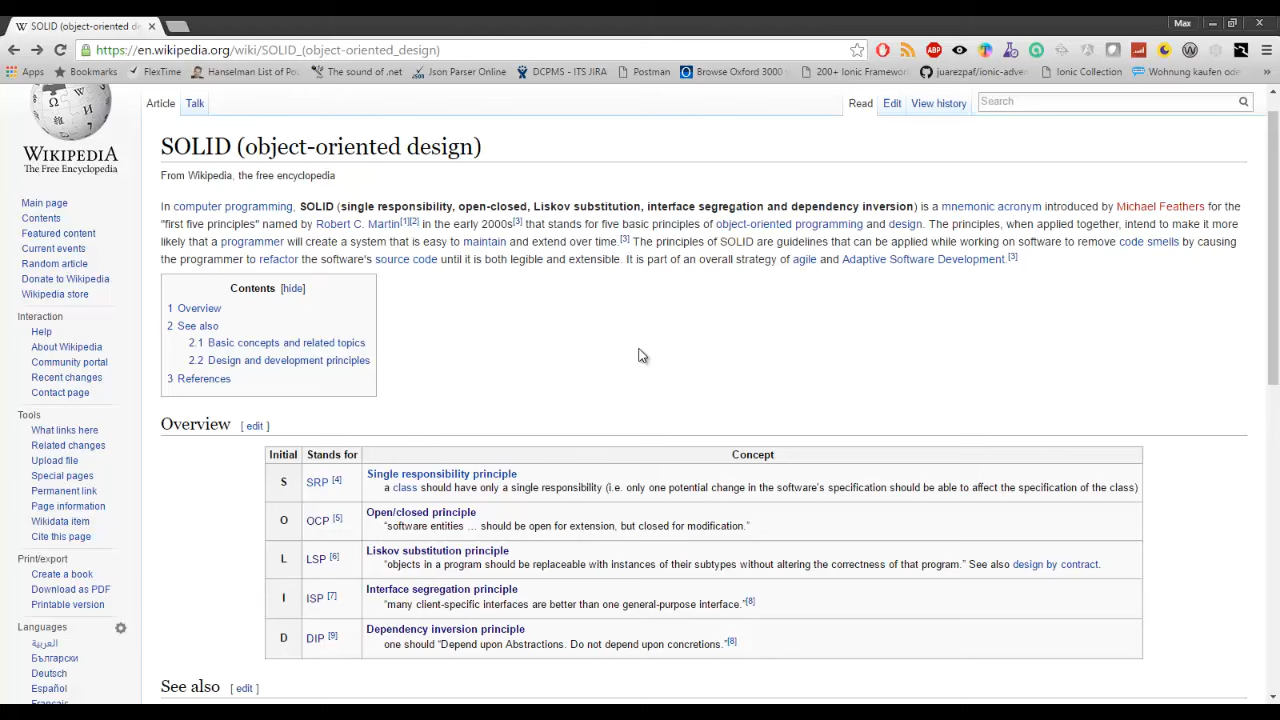 SOLID (object-oriented de
Max
https://en.wikipedia.org/wiki/SOLID_(object-oriented_design)
Apps Bookmarks FlexTime Hanselman List of Po The sound of .net Json Parser Online DCPMS - ITS JIRA Postman Browse Oxford 3000 200+ Ionic Framewor juarezpaf/ionic-adve Ionic Collection Wohnung kaufen ode »
Article Talk Read Edit View history Search
WIKIPEDIA
The Free Encyclopedia
Main page
Contents
Featured content
Current events
Random article
Donate to Wikipedia
Wikipedia store
Interaction
Help
About Wikipedia
Community portal
Recent changes
Contact page
Tools
What links here
Related changes
Upload file
Special pages
Permanent link
Page information
Wikidata item
Cite this page
Print/export
Create a book
Download as PDF
Printable version
Languages
العربية
Български
Deutsch
Español
Français
SOLID (object-oriented design)
From Wikipedia, the free encyclopedia
In computer programming, SOLID (single responsibility, open-closed, Liskov substitution, interface segregation and dependency inversion) is a mnemonic acronym introduced by Michael Feathers for the
"first five principles" named by Robert C. Martin[1][2] in the early 2000s[3] that stands for five basic principles of object-oriented programming and design. The principles, when applied together, intend to make it more
likely that a programmer will create a system that is easy to maintain and extend over time.[3] The principles of SOLID are guidelines that can be applied while working on software to remove code smells by causing
the programmer to refactor the software's source code until it is both legible and extensible. It is part of an overall strategy of agile and Adaptive Software Development.[3]
Contents [hide]
1 Overview
2 See also
2.1 Basic concepts and related topics
2.2 Design and development principles
3 References
Overview [ edit ]
Initial Stands for Concept
S SRP [4] Single responsibility principle
a class should have only a single responsibility (i.e. only one potential change in the software's specification should be able to affect the specification of the class)
O OCP [5] Open/closed principle
“software entities … should be open for extension, but closed for modification.”
L LSP [6] Liskov substitution principle
“objects in a program should be replaceable with instances of their subtypes without altering the correctness of that program.” See also design by contract.
I ISP [7] Interface segregation principle
“many client-specific interfaces are better than one general-purpose interface.”[8]
D DIP [9] Dependency inversion principle
one should “Depend upon Abstractions. Do not depend upon concretions.”[8]
See also [ edit ]